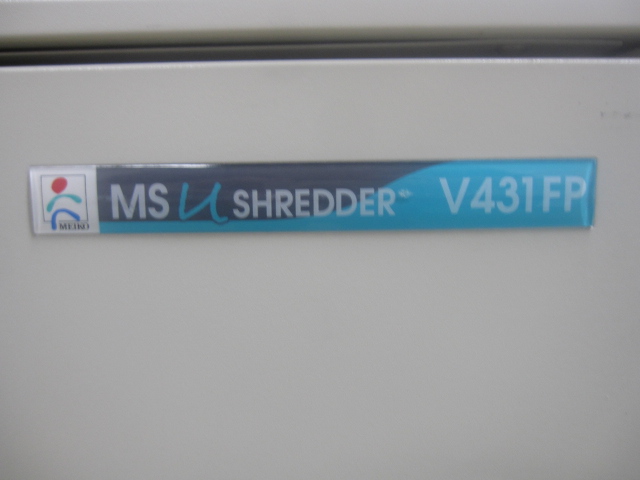 MEIKO MS u SHREDDER V431FP